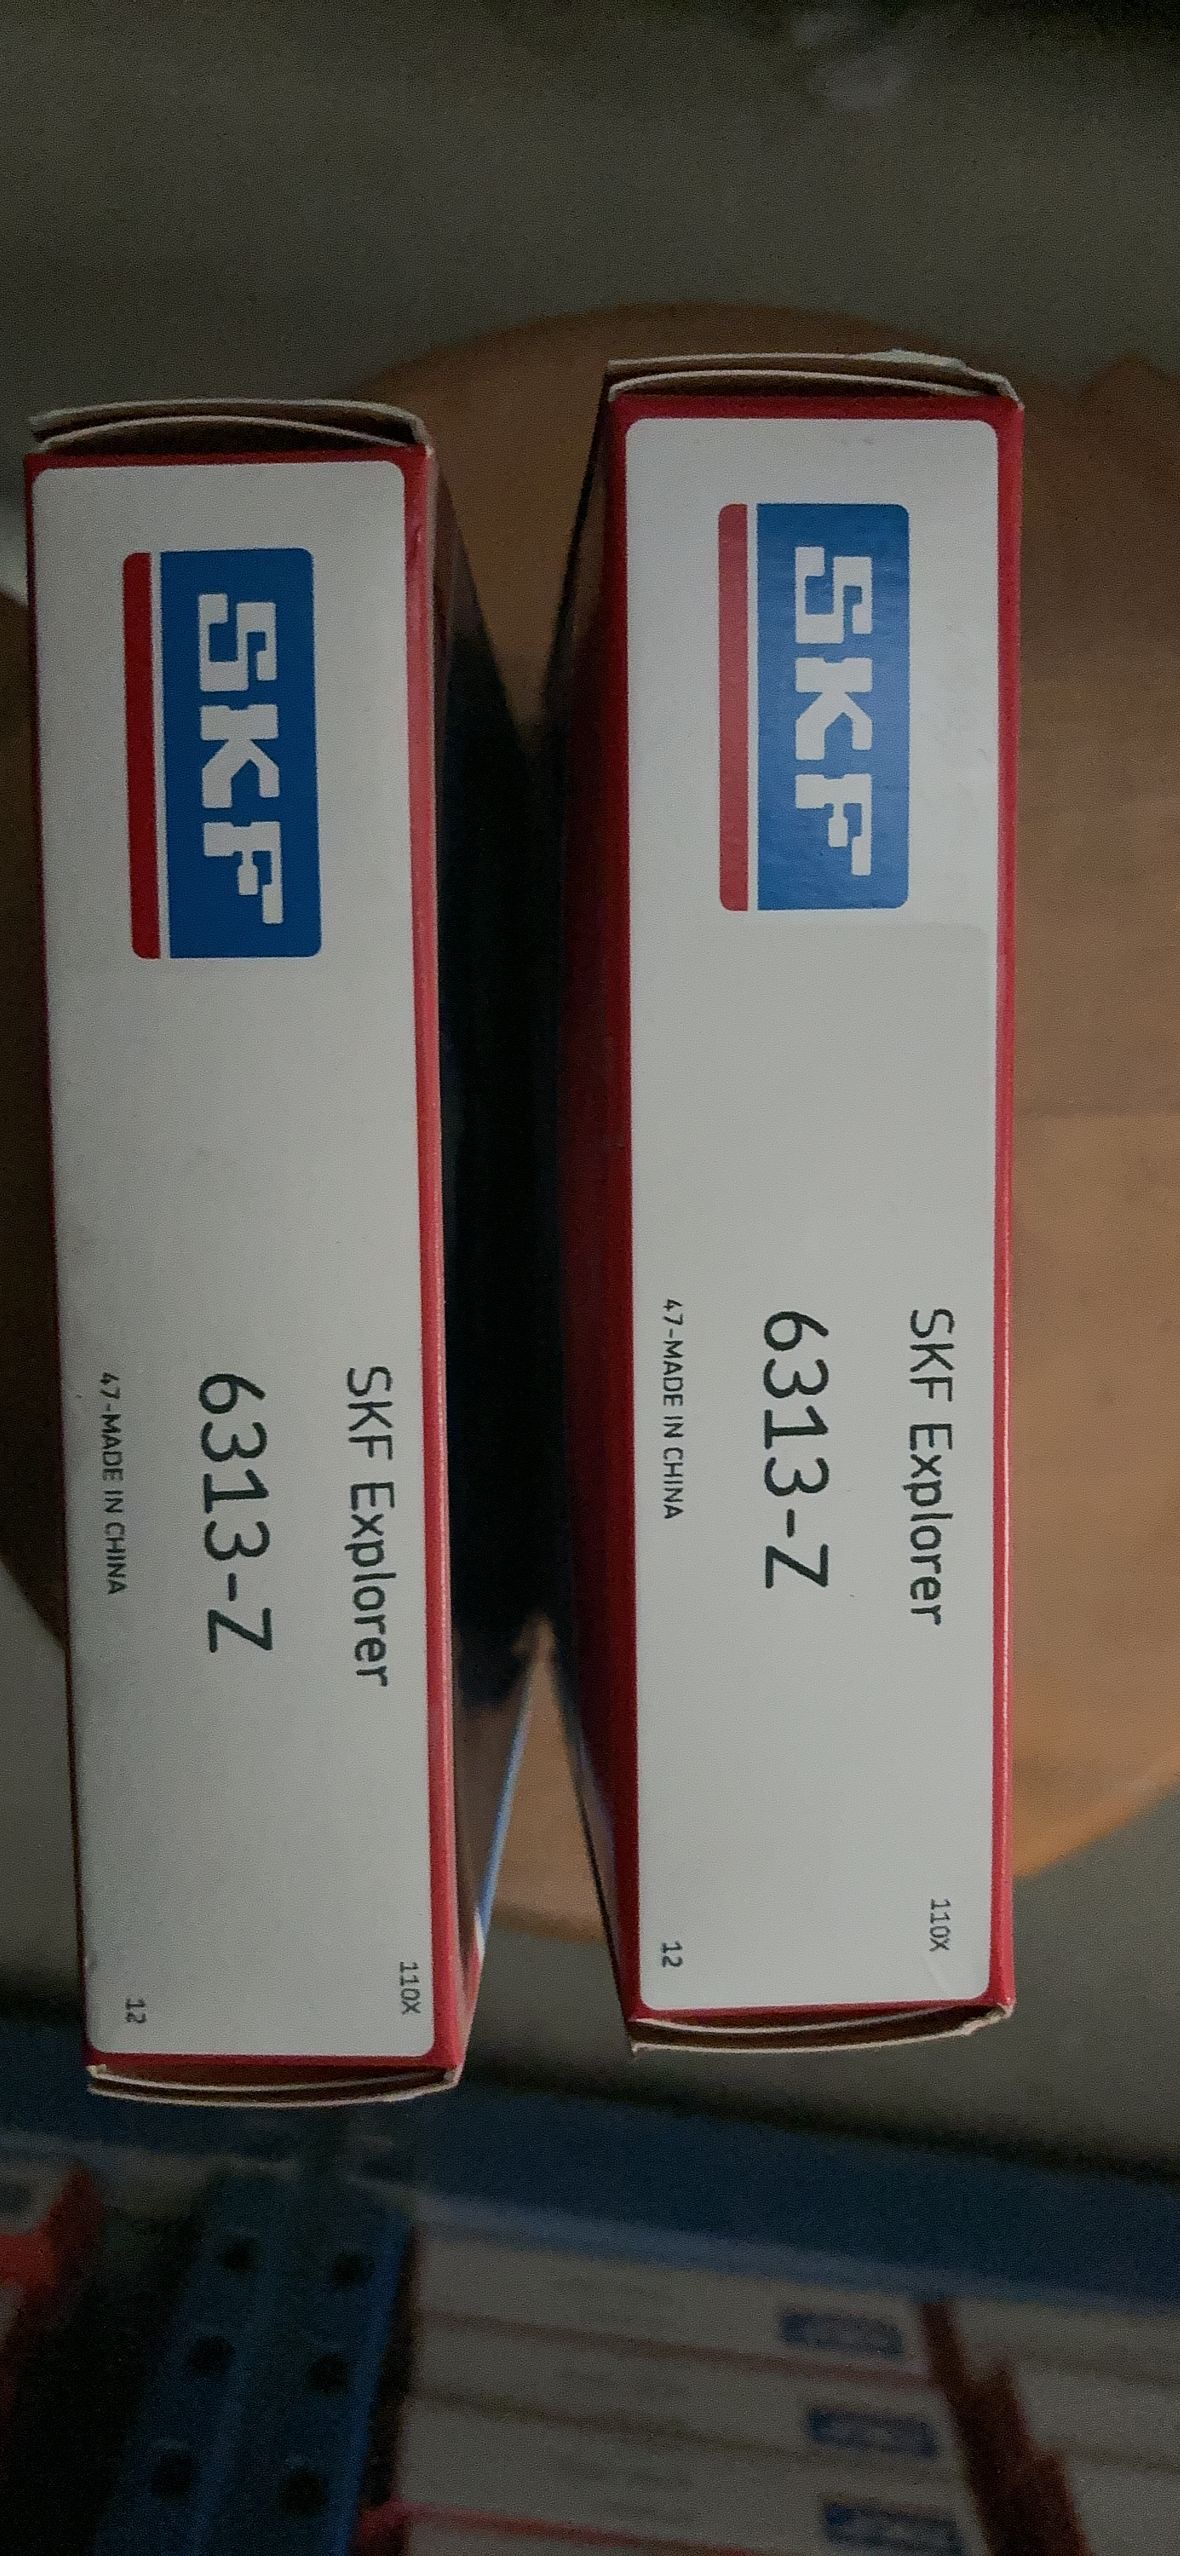 SKF
SKF Explorer
6313-Z
47-MADE IN CHINA
110X
12
SKF
SKF Explorer
6313-Z
47-MADE IN CHINA
110X
12